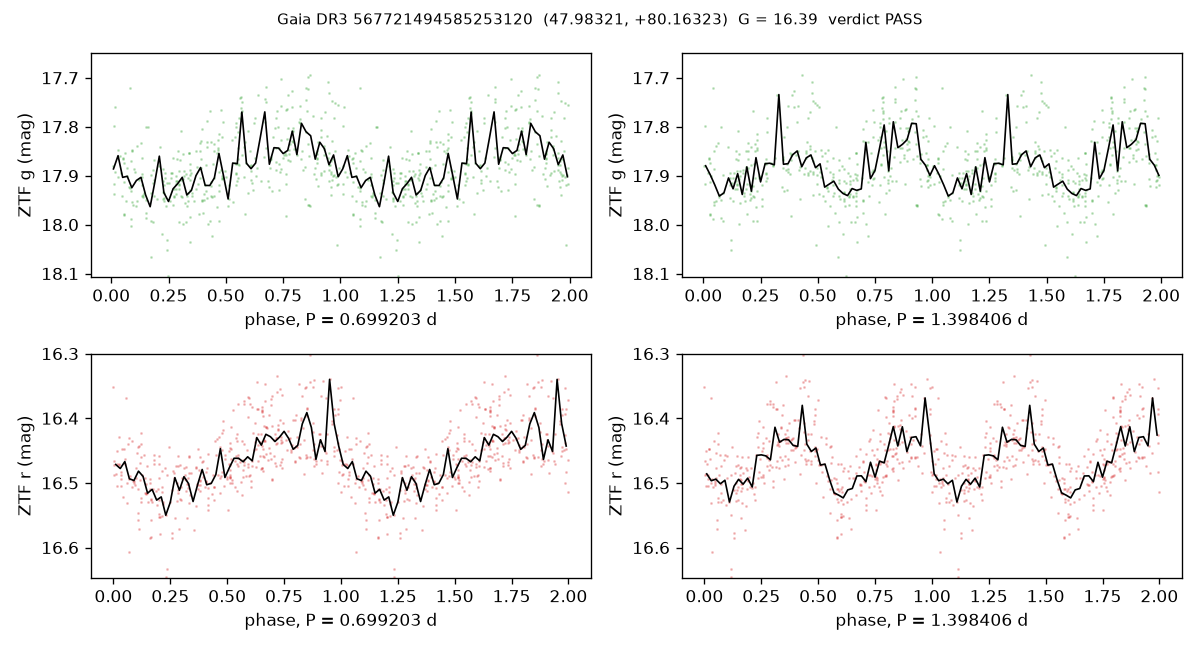 Gaia DR3 567721494585253120 (47.98321, +80.16323) G = 16.39 verdict PASS
17.7
17.8
17.9
18.0
18.1
ZTF g (mag)
0.00 0.25 0.50 0.75 1.00 1.25 1.50 1.75 2.00
phase, P = 0.699203 d
17.7
17.8
17.9
18.0
18.1
ZTF g (mag)
0.00 0.25 0.50 0.75 1.00 1.25 1.50 1.75 2.00
phase, P = 1.398406 d
16.3
16.4
16.5
16.6
ZTF r (mag)
0.00 0.25 0.50 0.75 1.00 1.25 1.50 1.75 2.00
phase, P = 0.699203 d
16.3
16.4
16.5
16.6
ZTF r (mag)
0.00 0.25 0.50 0.75 1.00 1.25 1.50 1.75 2.00
phase, P = 1.398406 d